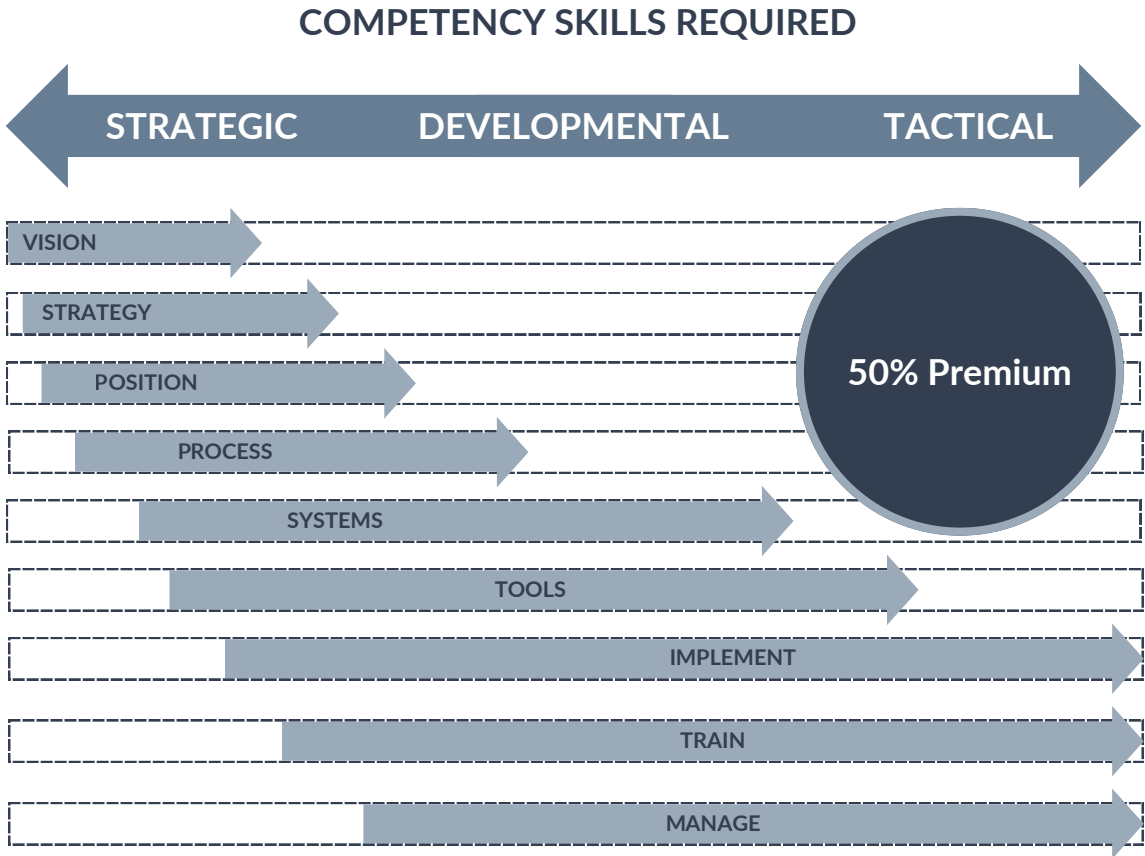 COMPETENCY SKILLS REQUIRED
STRATEGIC DEVELOPMENTAL TACTICAL
VISION
STRATEGY
50% Premium
POSITION
PROCESS
SYSTEMS
TOOLS
IMPLEMENT
TRAIN
MANAGE